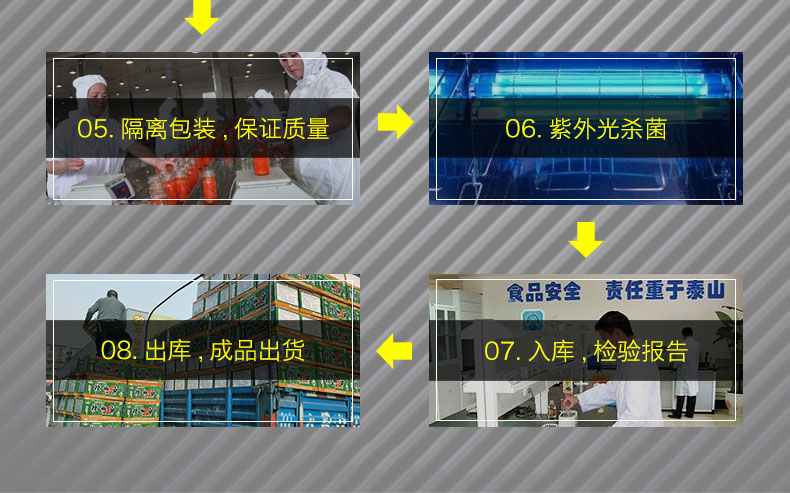 05. 隔离包装 , 保证质量
06. 紫外光杀菌
食品安全 责任重于泰山
07. 入库 , 检验报告
08. 出库 , 成品出货